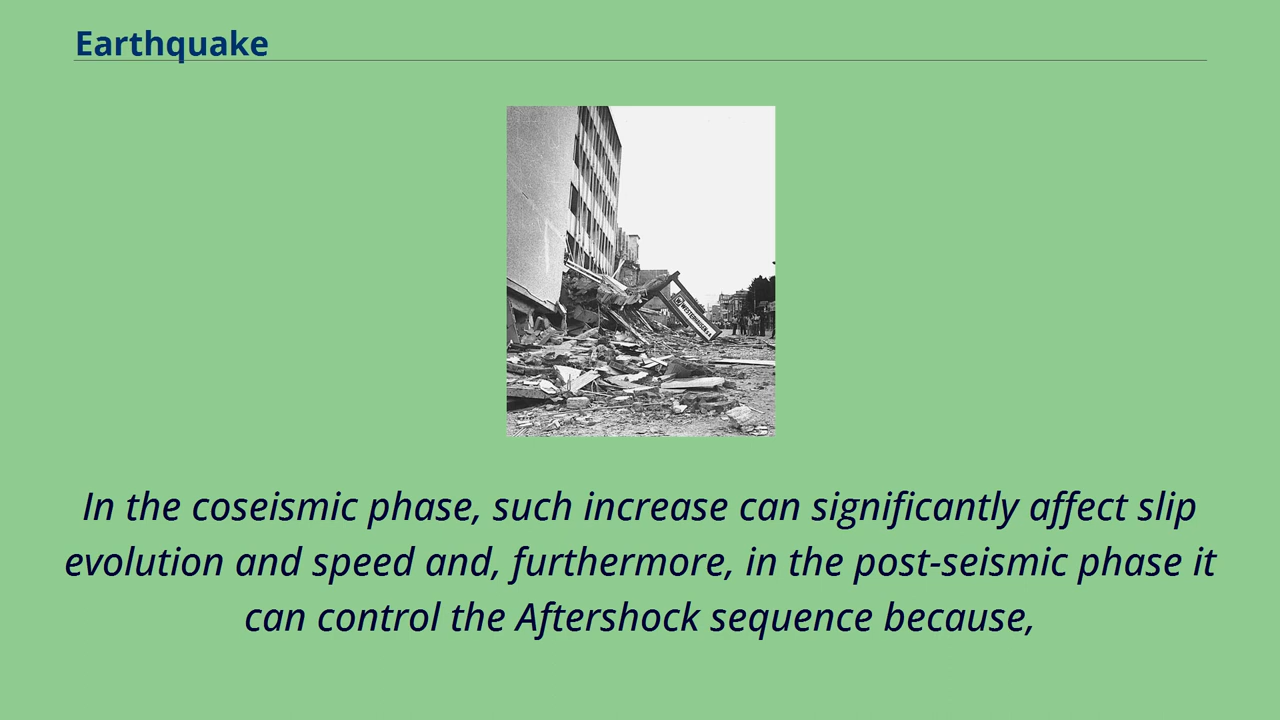 Earthquake
In the coseismic phase, such increase can significantly affect slip
evolution and speed and, furthermore, in the post-seismic phase it
can control the Aftershock sequence because,